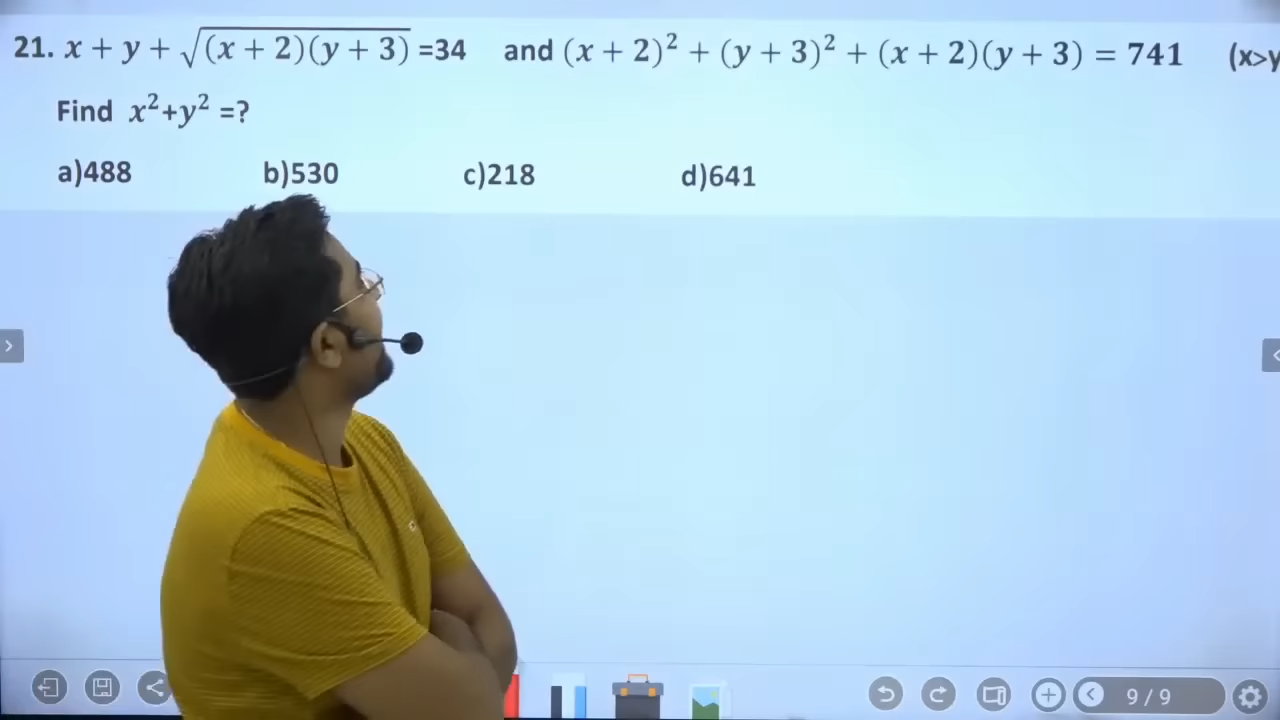 21. x + y + √(x + 2)(y + 3) =34 and (x + 2)² + (y + 3)² + (x + 2)(y + 3) = 741 (x>y
Find x²+y² =?
a)488 b)530 c)218 d)641
9 / 9